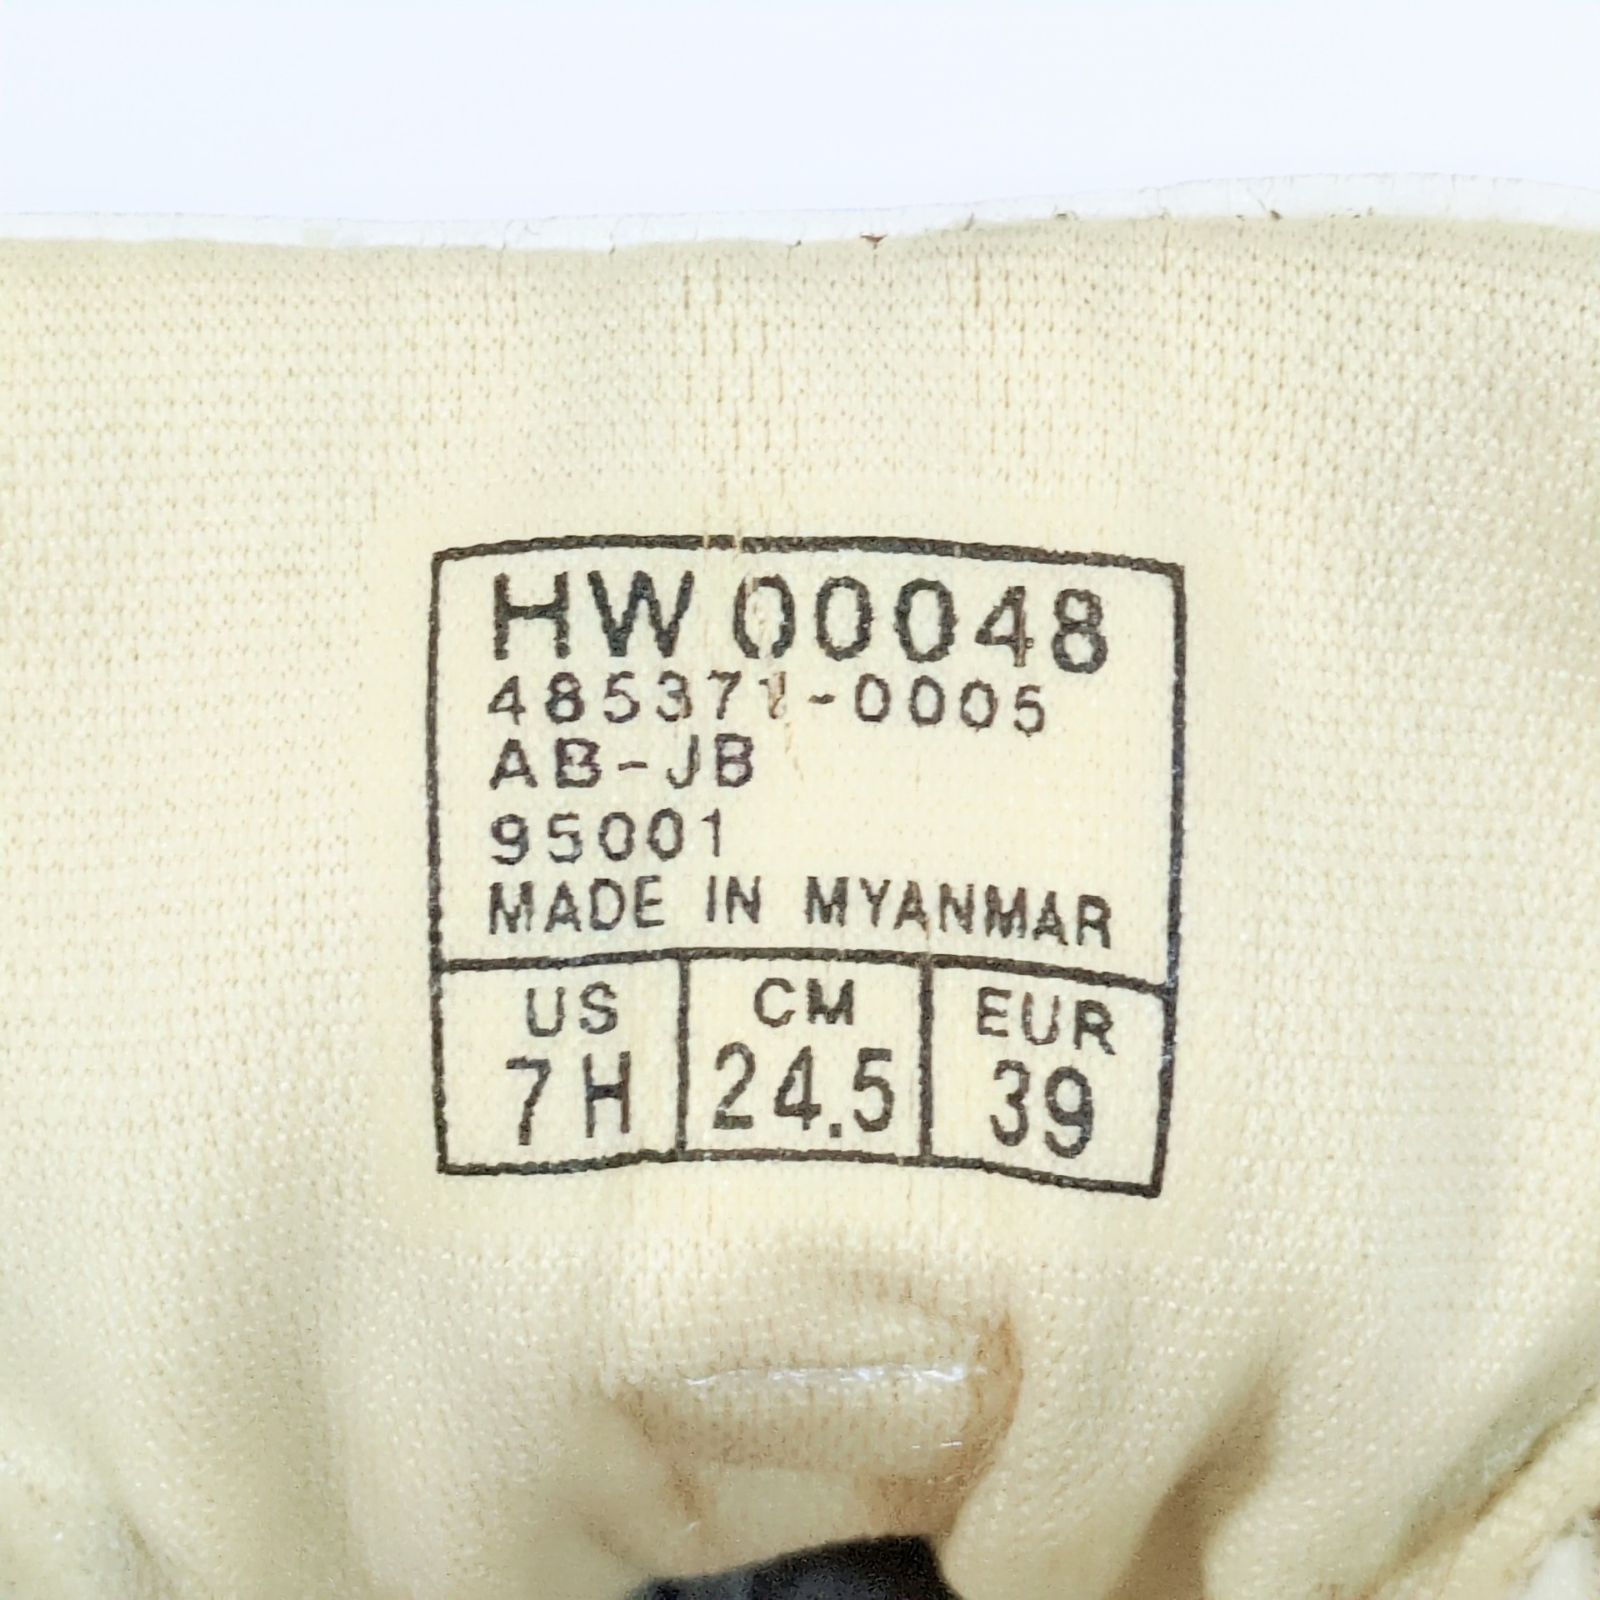 HW 00048
485371-0005
AB-JB
95001
MADE IN MYANMAR
US CM EUR
7H 24.5 39